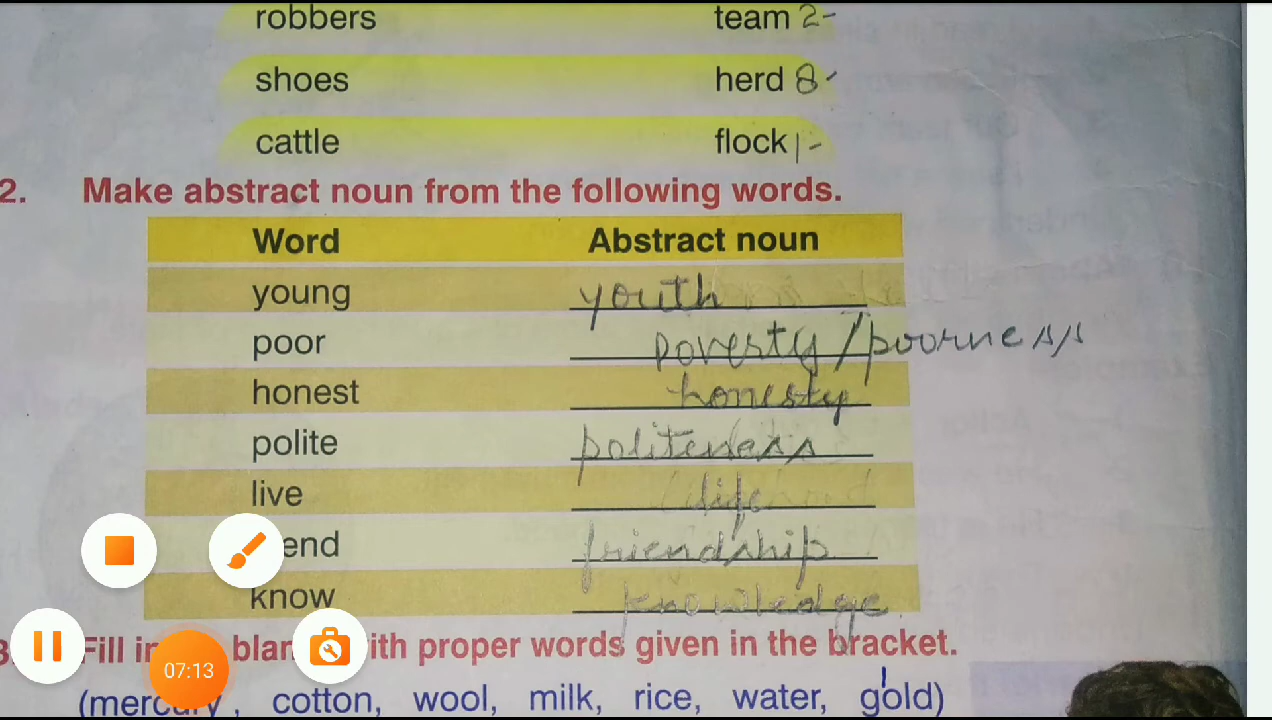 robbers team 2-
shoes herd 8-
cattle flock 1-
2. Make abstract noun from the following words.
Word Abstract noun
young youth
poor poverty/poorness
honest honesty
polite politeness
live life
end friendship
know knowledge
Fill in blan ith proper words given in the bracket.
(mercury, cotton, wool, milk, rice, water, gold)
07:13